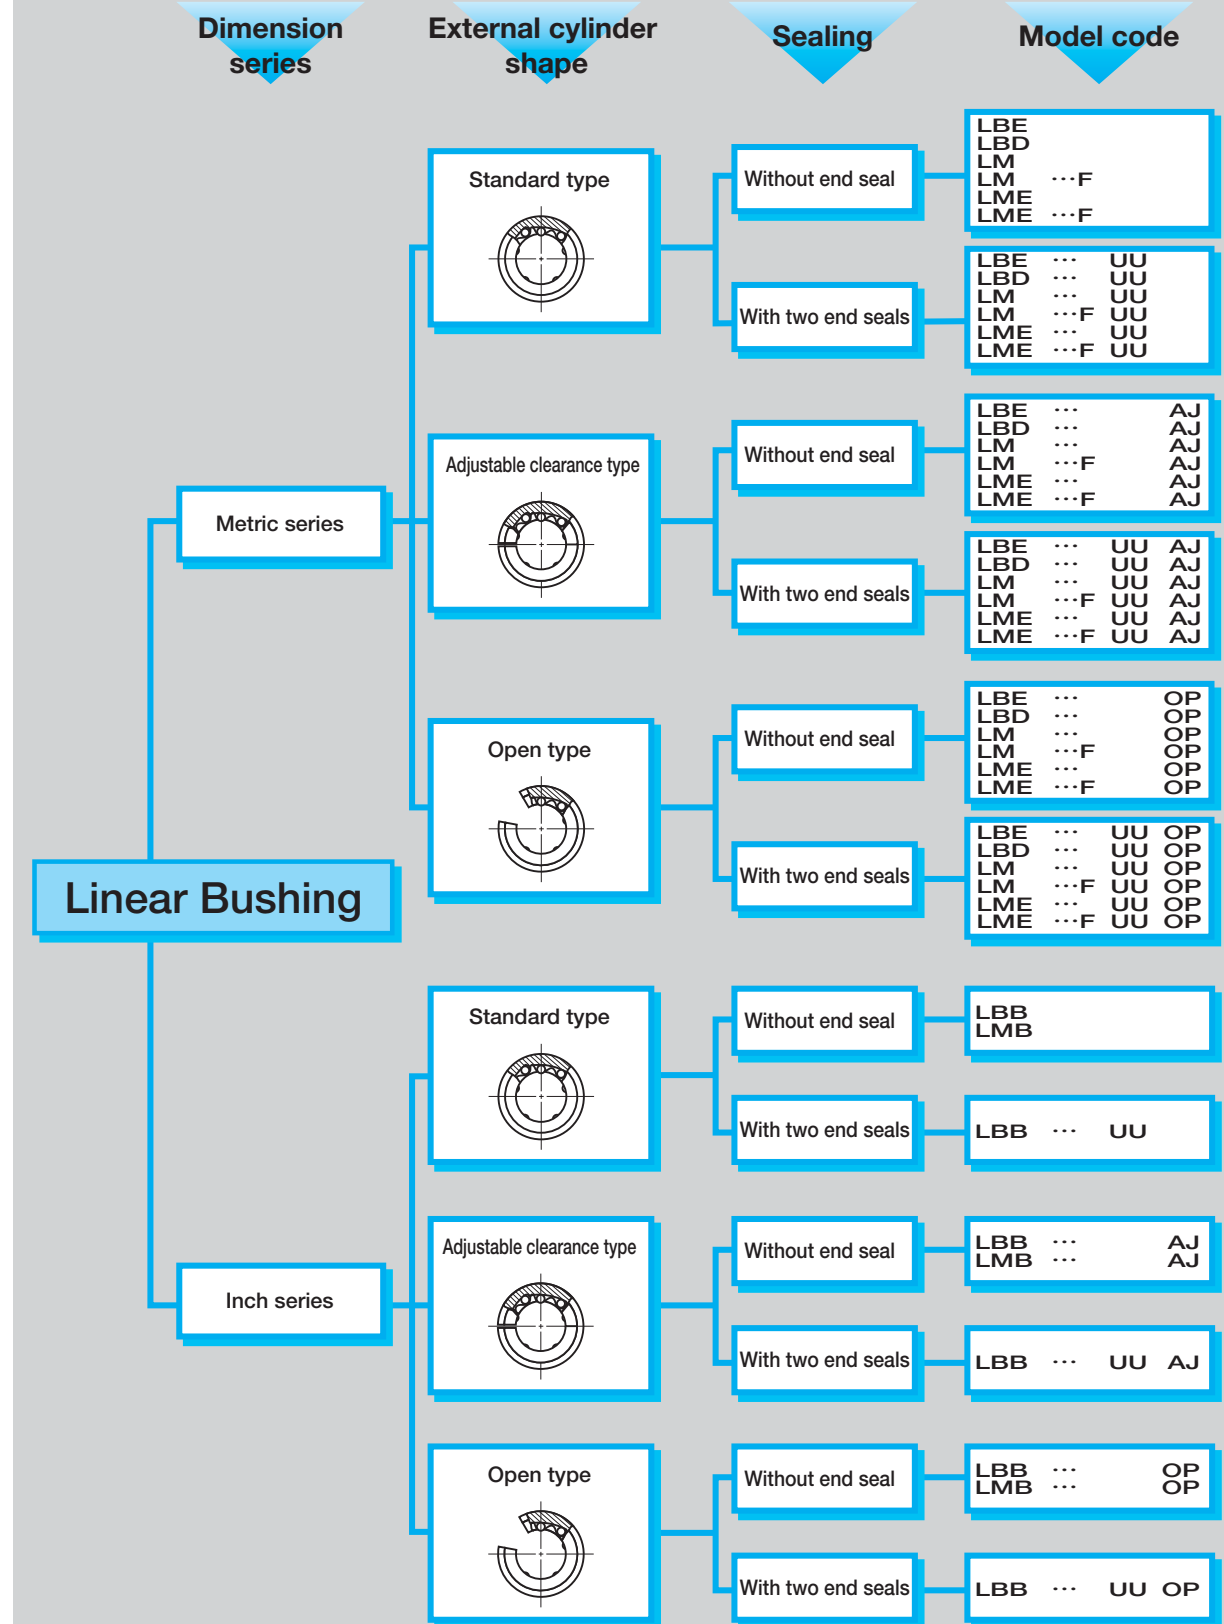 Dimension series
External cylinder shape
Sealing
Model code
Linear Bushing
Metric series
Standard type
Without end seal
LBE
LBD
LM
LM ···F
LME
LME ···F
With two end seals
LBE ··· UU
LBD ··· UU
LM ··· UU
LM ···F UU
LME ··· UU
LME ···F UU
Adjustable clearance type
Without end seal
LBE ··· AJ
LBD ··· AJ
LM ··· AJ
LM ···F AJ
LME ··· AJ
LME ···F AJ
With two end seals
LBE ··· UU AJ
LBD ··· UU AJ
LM ··· UU AJ
LM ···F UU AJ
LME ··· UU AJ
LME ···F UU AJ
Open type
Without end seal
LBE ··· OP
LBD ··· OP
LM ··· OP
LM ···F OP
LME ··· OP
LME ···F OP
With two end seals
LBE ··· UU OP
LBD ··· UU OP
LM ··· UU OP
LM ···F UU OP
LME ··· UU OP
LME ···F UU OP
Inch series
Standard type
Without end seal
LBB
LMB
With two end seals
LBB ··· UU
Adjustable clearance type
Without end seal
LBB ··· AJ
LMB ··· AJ
With two end seals
LBB ··· UU AJ
Open type
Without end seal
LBB ··· OP
LMB ··· OP
With two end seals
LBB ··· UU OP